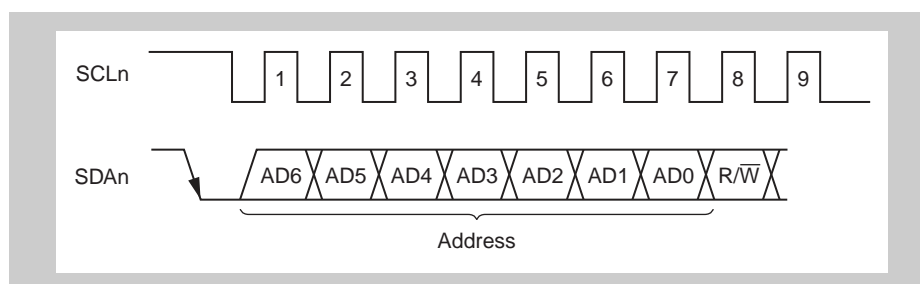 SCLn 1 2 3 4 5 6 7 8 9
SDAn AD6 AD5 AD4 AD3 AD2 AD1 AD0 R/W̅
Address